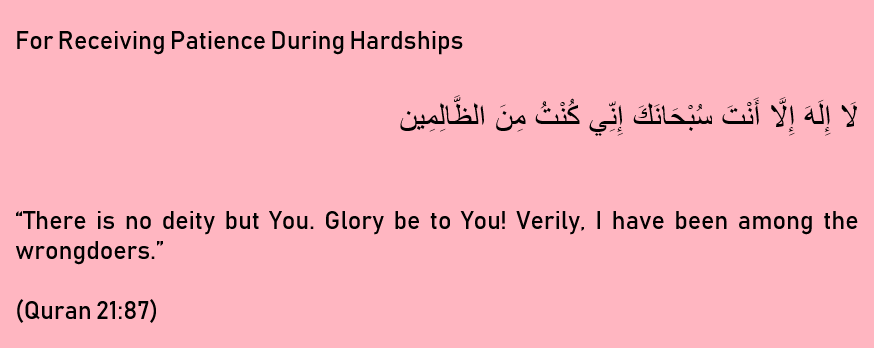 For Receiving Patience During Hardships
لَا إِلَهَ إِلَّا أَنْتَ سُبْحَانَكَ إِنِّي كُنْتُ مِنَ الظَّالِمِين
“There is no deity but You. Glory be to You! Verily, I have been among the
wrongdoers.”
(Quran 21:87)